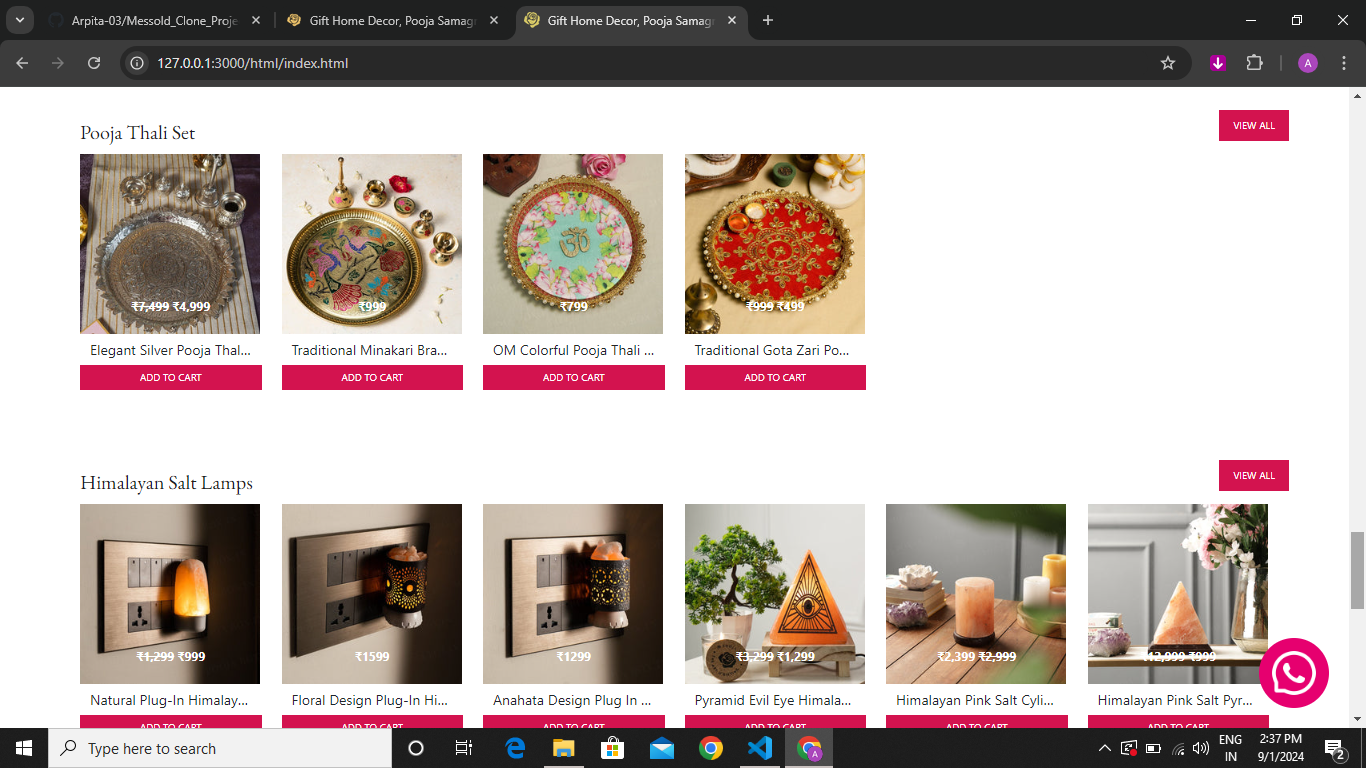 Arpita-03/Messold_Clone_Proje
Gift Home Decor, Pooja Samagr
Gift Home Decor, Pooja Samagr
127.0.0.1:3000/html/index.html
A
Pooja Thali Set
VIEW ALL
₹7,499 ₹4,999
₹999
₹799
₹999 ₹499
Elegant Silver Pooja Thal...
Traditional Minakari Bra...
OM Colorful Pooja Thali ...
Traditional Gota Zari Po...
ADD TO CART
ADD TO CART
ADD TO CART
ADD TO CART
Himalayan Salt Lamps
VIEW ALL
₹1,299 ₹999
₹1599
₹1299
₹3,299 ₹1,299
₹2,399 ₹2,999
₹2,999 ₹999
Natural Plug-In Himalay...
Floral Design Plug-In Hi...
Anahata Design Plug In ...
Pyramid Evil Eye Himala...
Himalayan Pink Salt Cyli...
Himalayan Pink Salt Pyr...
ADD TO CART
ADD TO CART
ADD TO CART
ADD TO CART
ADD TO CART
ADD TO CART
Type here to search
A
ENG
IN
2:37 PM
9/1/2024
2